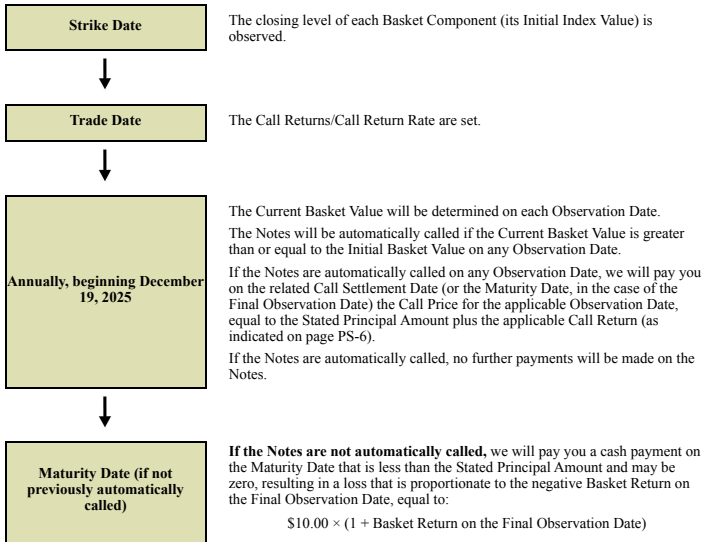 Strike Date
The closing level of each Basket Component (its Initial Index Value) is
observed.
Trade Date
The Call Returns/Call Return Rate are set.
Annually, beginning December
19, 2025
The Current Basket Value will be determined on each Observation Date.
The Notes will be automatically called if the Current Basket Value is greater
than or equal to the Initial Basket Value on any Observation Date.
If the Notes are automatically called on any Observation Date, we will pay you
on the related Call Settlement Date (or the Maturity Date, in the case of the
Final Observation Date) the Call Price for the applicable Observation Date,
equal to the Stated Principal Amount plus the applicable Call Return (as
indicated on page PS-6).
If the Notes are automatically called, no further payments will be made on the
Notes.
Maturity Date (if not
previously automatically
called)
If the Notes are not automatically called, we will pay you a cash payment on
the Maturity Date that is less than the Stated Principal Amount and may be
zero, resulting in a loss that is proportionate to the negative Basket Return on
the Final Observation Date, equal to:
$10.00 × (1 + Basket Return on the Final Observation Date)